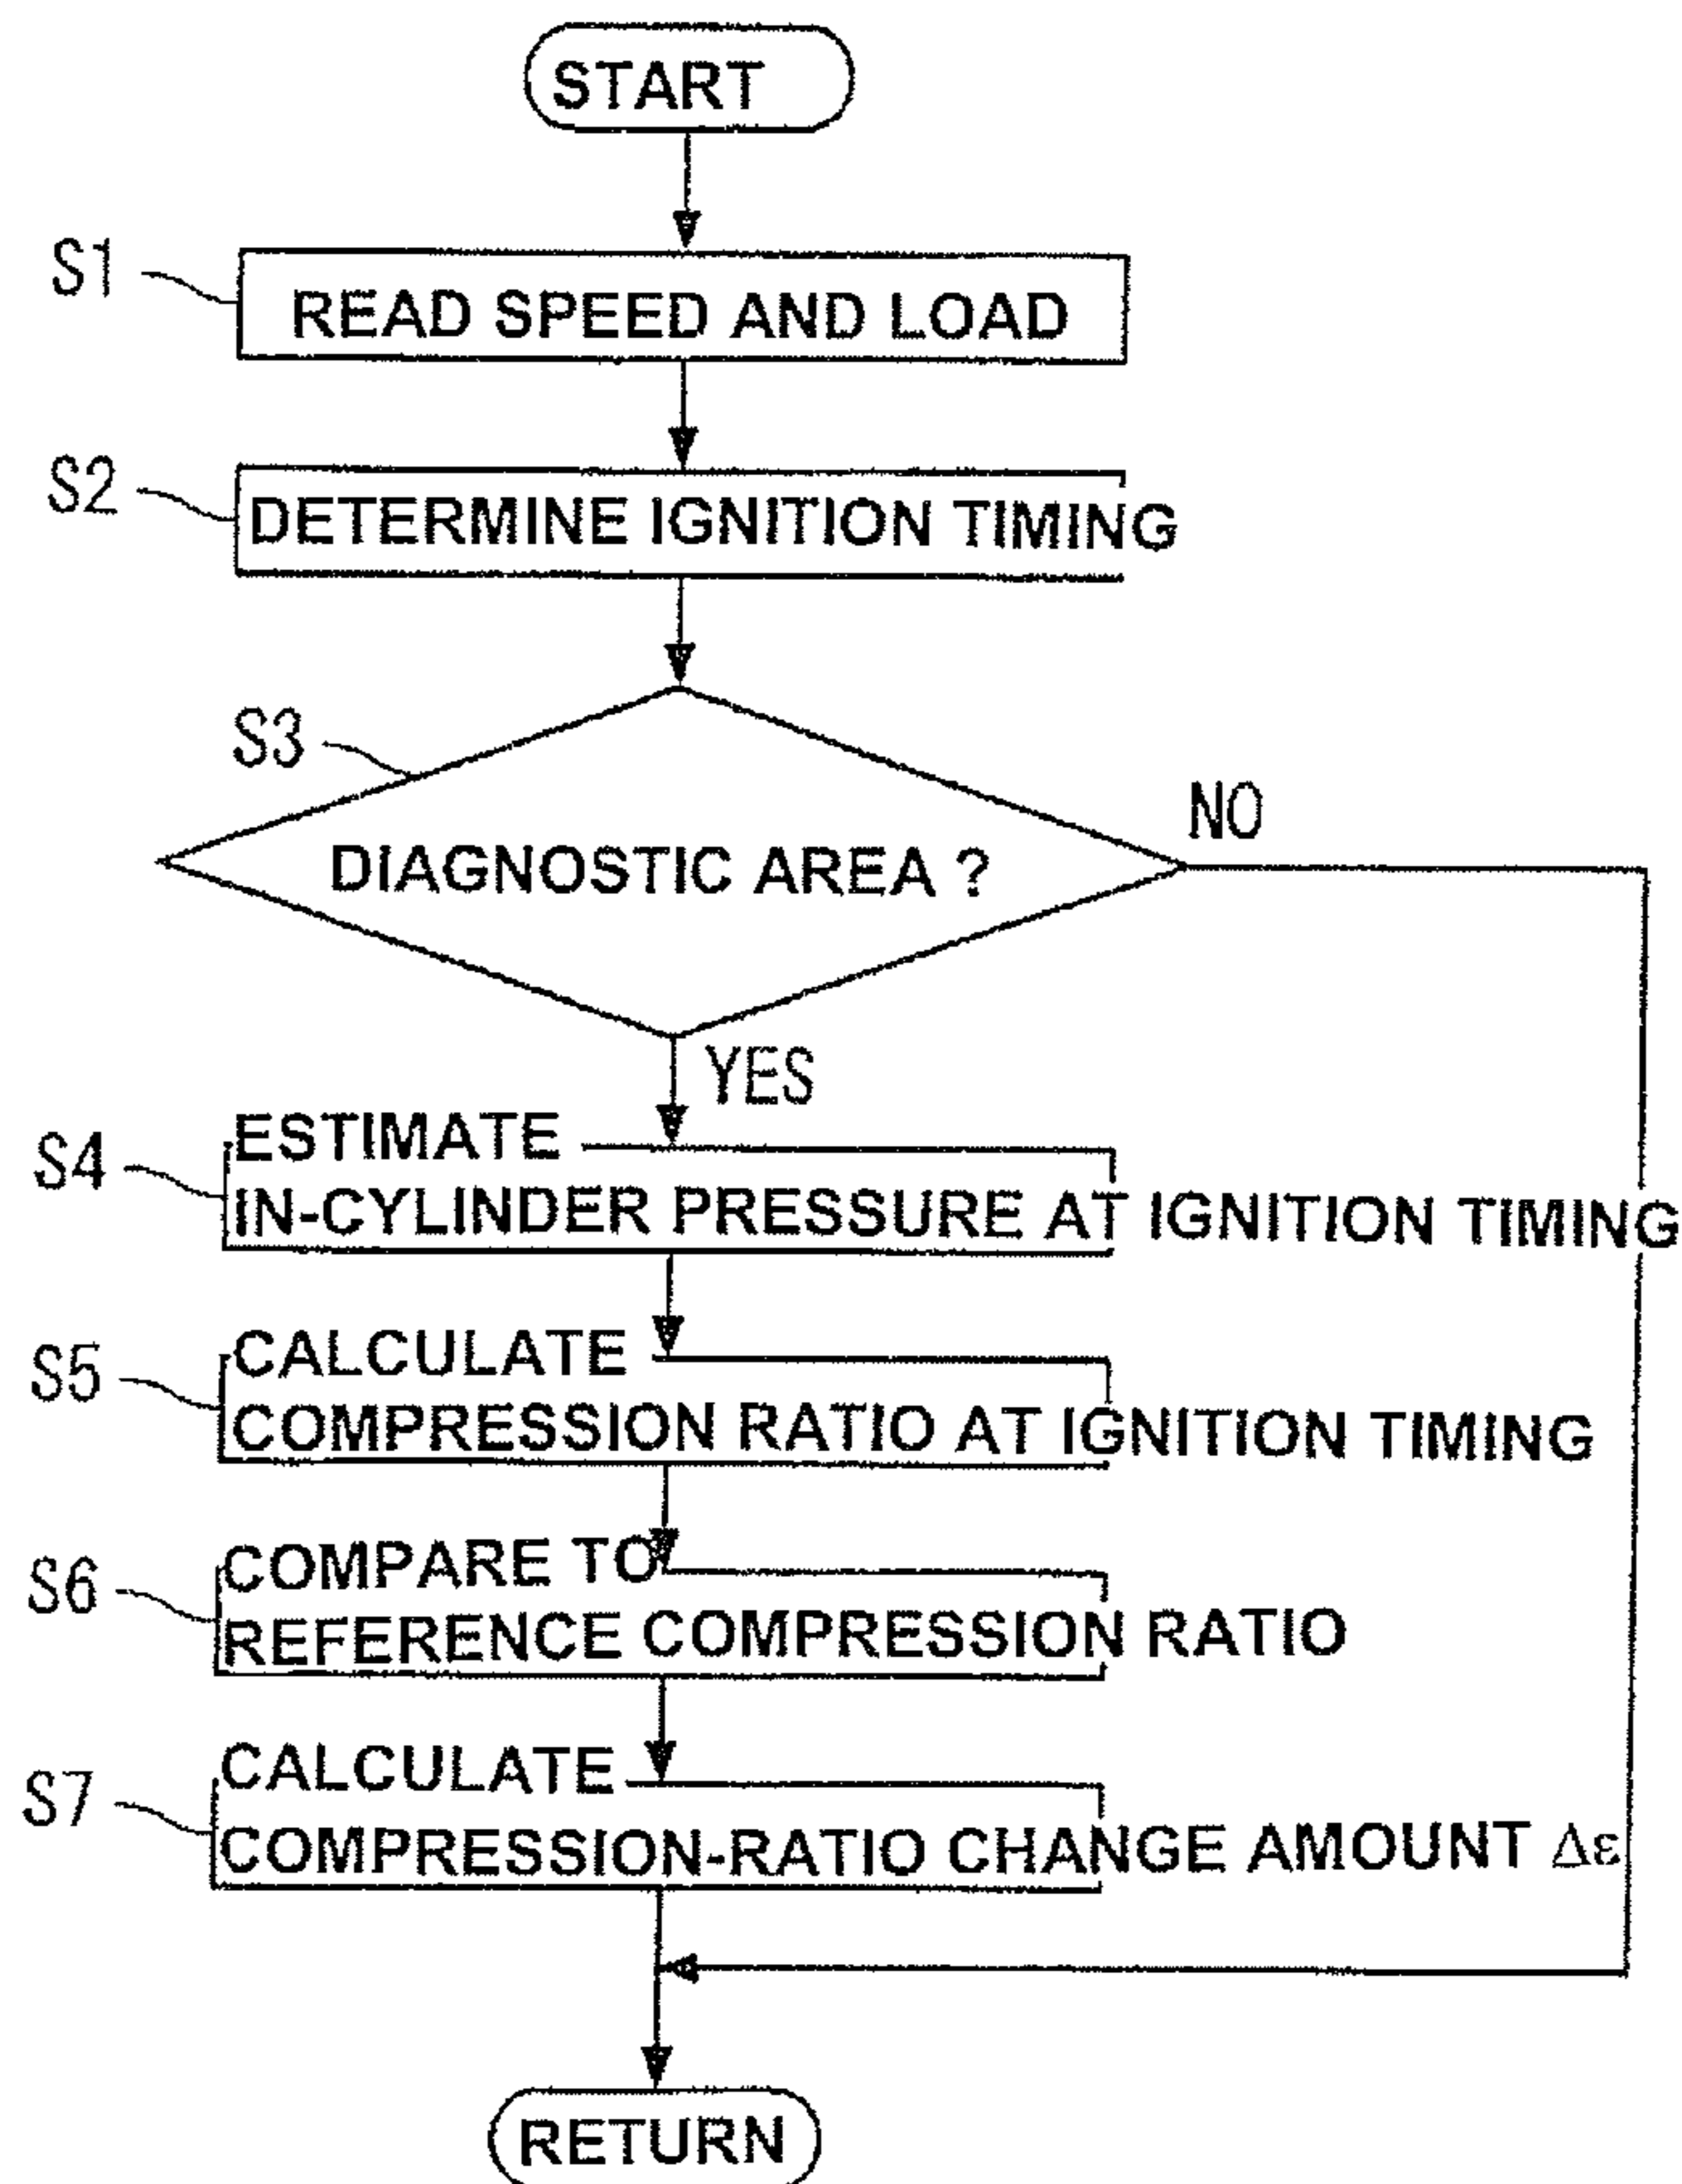 START
S1
READ SPEED AND LOAD
S2
DETERMINE IGNITION TIMING
S3
DIAGNOSTIC AREA ?
NO
YES
S4
ESTIMATE
IN-CYLINDER PRESSURE AT IGNITION TIMING
S5
CALCULATE
COMPRESSION RATIO AT IGNITION TIMING
S6
COMPARE TO
REFERENCE COMPRESSION RATIO
S7
CALCULATE
COMPRESSION-RATIO CHANGE AMOUNT Δε
RETURN